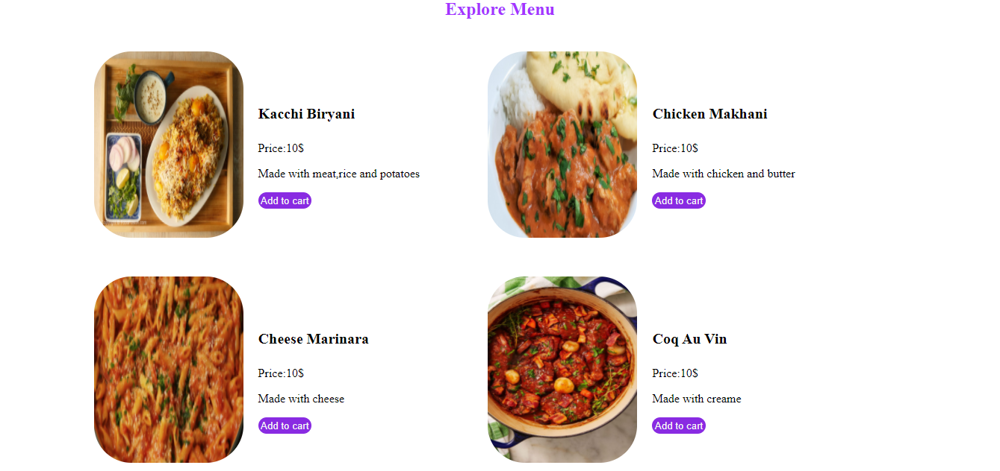 Explore Menu
Kacchi Biryani
Price:10$
Made with meat,rice and potatoes
Add to cart
Chicken Makhani
Price:10$
Made with chicken and butter
Add to cart
Cheese Marinara
Price:10$
Made with cheese
Add to cart
Coq Au Vin
Price:10$
Made with creame
Add to cart